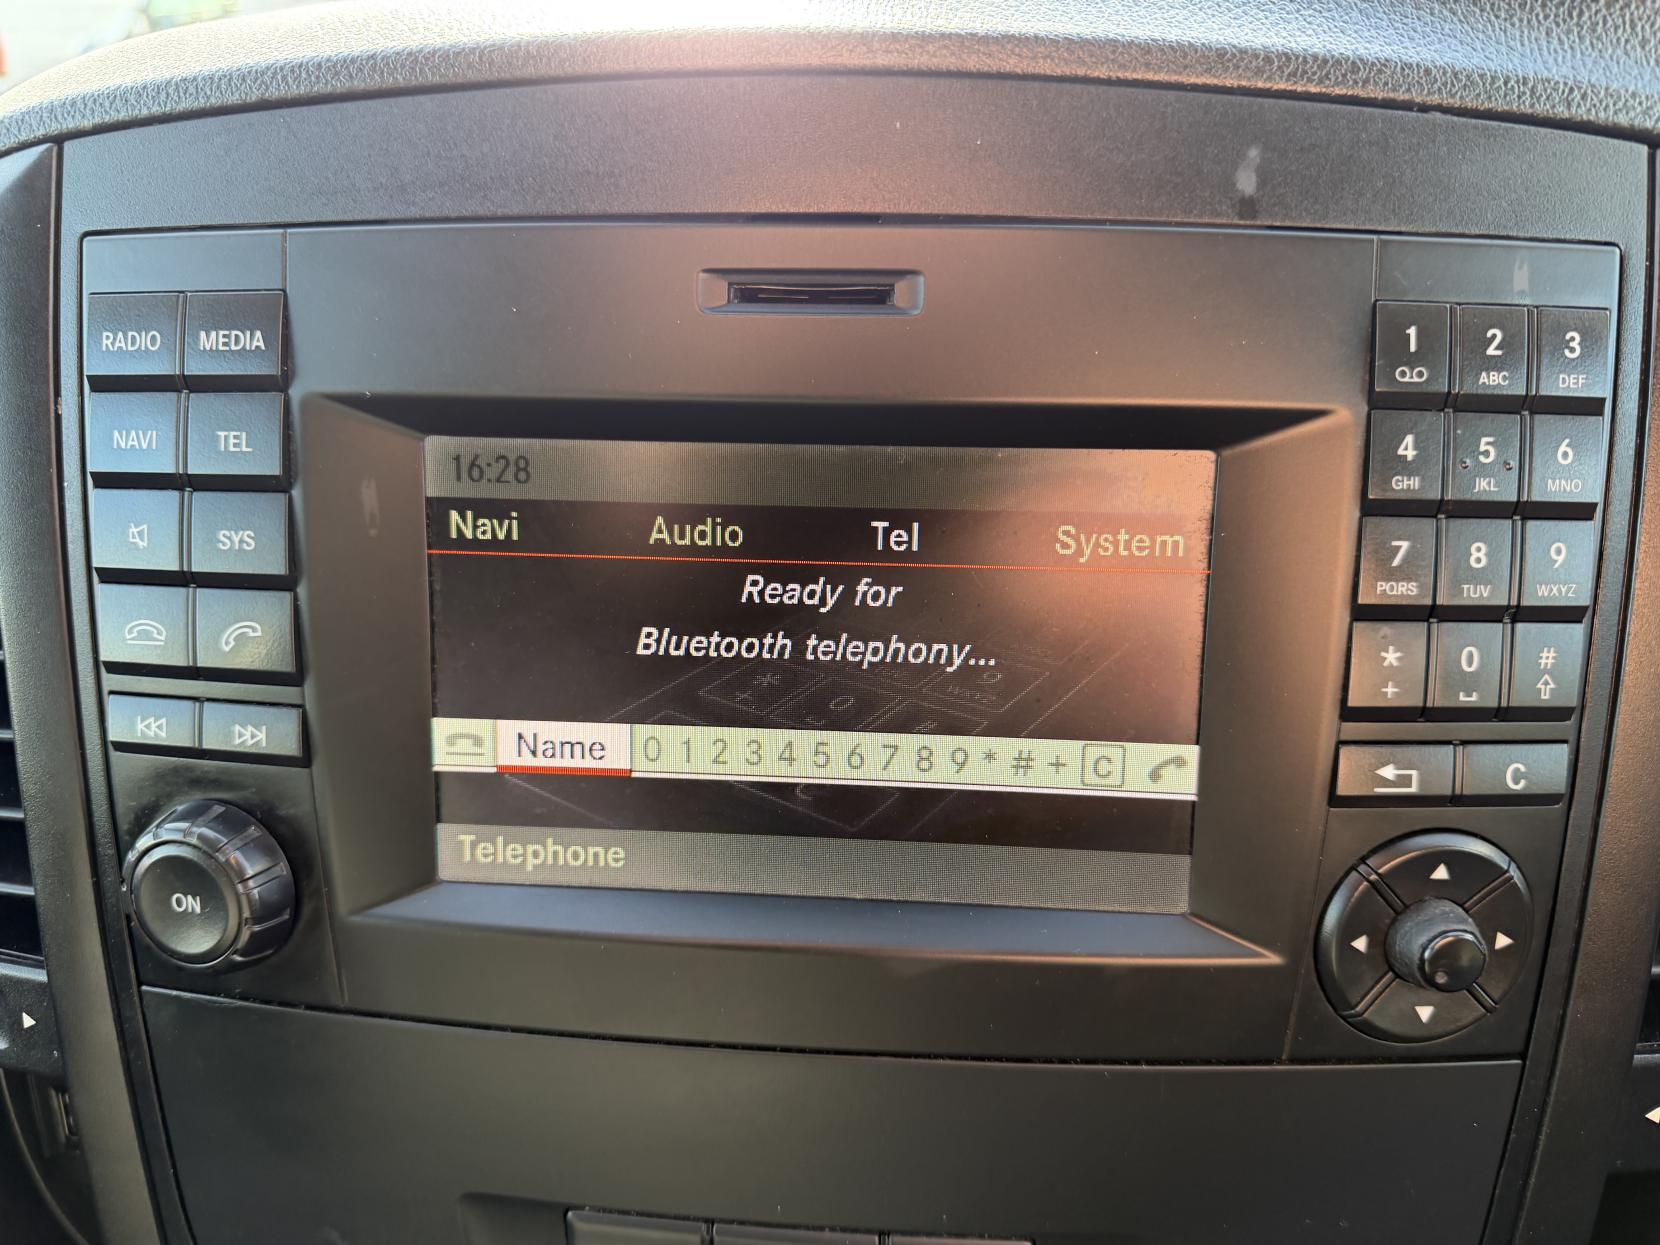 RADIO MEDIA
NAVI TEL
SYS
ON
16:28
Navi Audio Tel System
Ready for
Bluetooth telephony...
Name 0 1 2 3 4 5 6 7 8 9 * # + C
Telephone
1 2 3
ABC DEF
4 5 6
GHI JKL MNO
7 8 9
PQRS TUV WXYZ
* 0 #
+
C